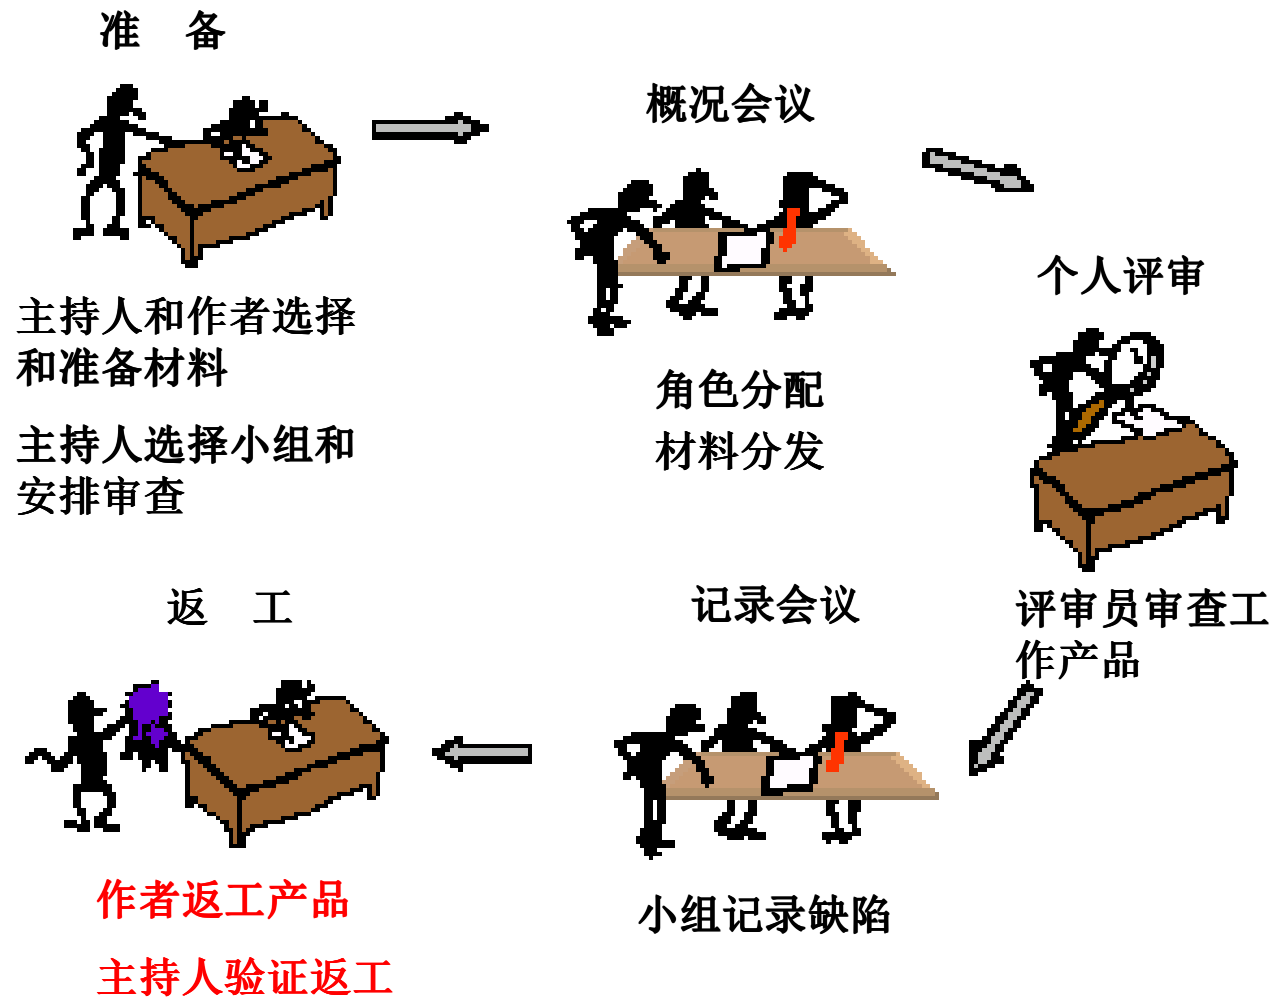 准 备
主持人和作者选择
和准备材料
主持人选择小组和
安排审查
概况会议
角色分配
材料分发
个人评审
评审员审查工
作产品
记录会议
小组记录缺陷
返 工
作者返工产品
主持人验证返工